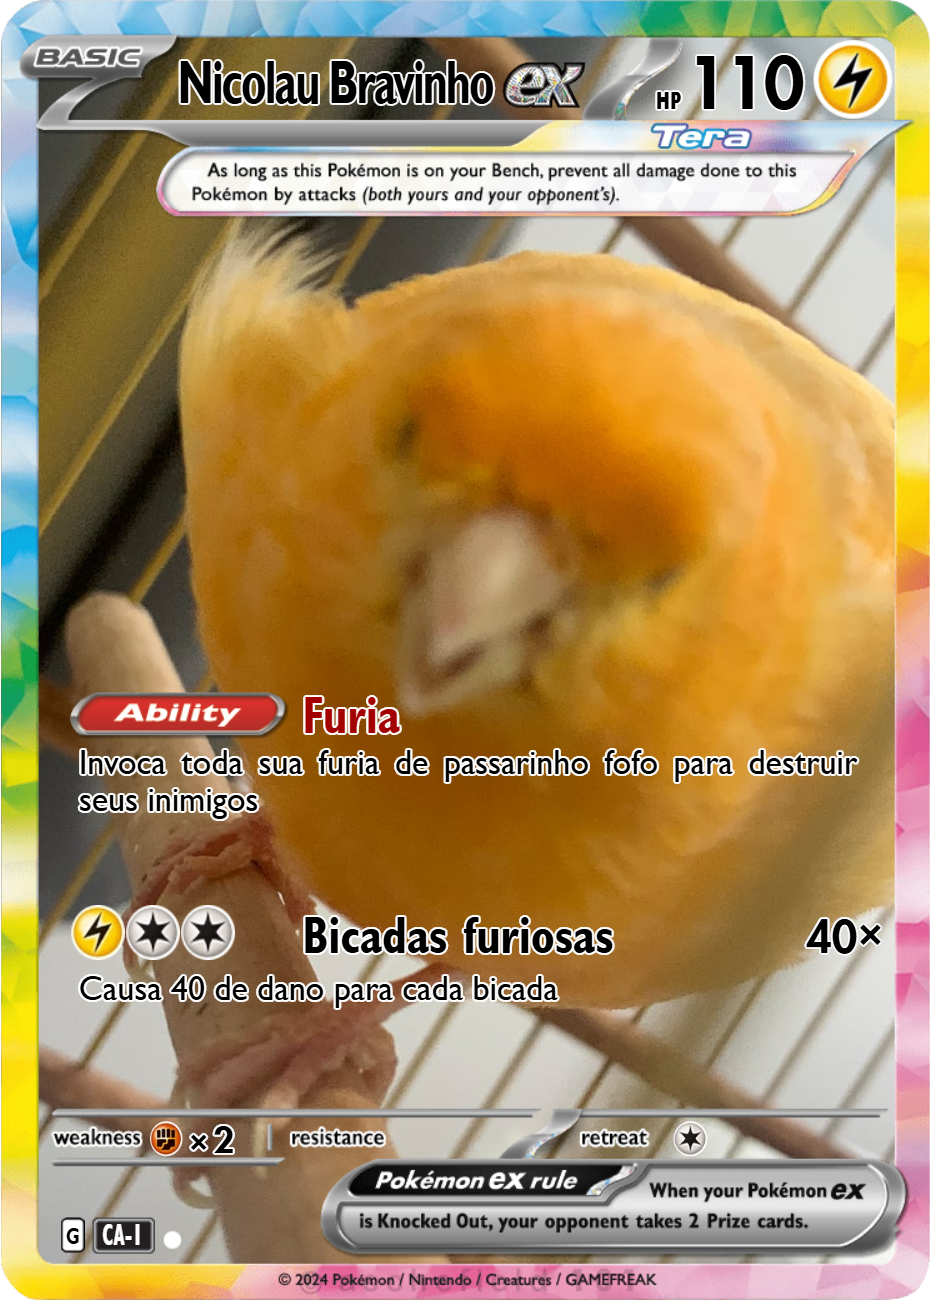 BASIC
Nicolau Bravinho ex HP 110
Tera
As long as this Pokémon is on your Bench, prevent all damage done to this
Pokémon by attacks (both yours and your opponent's).
Ability Furia
Invoca toda sua furia de passarinho fofo para destruir
seus inimigos
Bicadas furiosas 40×
Causa 40 de dano para cada bicada
weakness ×2 resistance retreat
Pokémon ex rule
When your Pokémon ex
is Knocked Out, your opponent takes 2 Prize cards.
G CA-I
© 2024 Pokémon / Nintendo / Creatures / GAMEFREAK